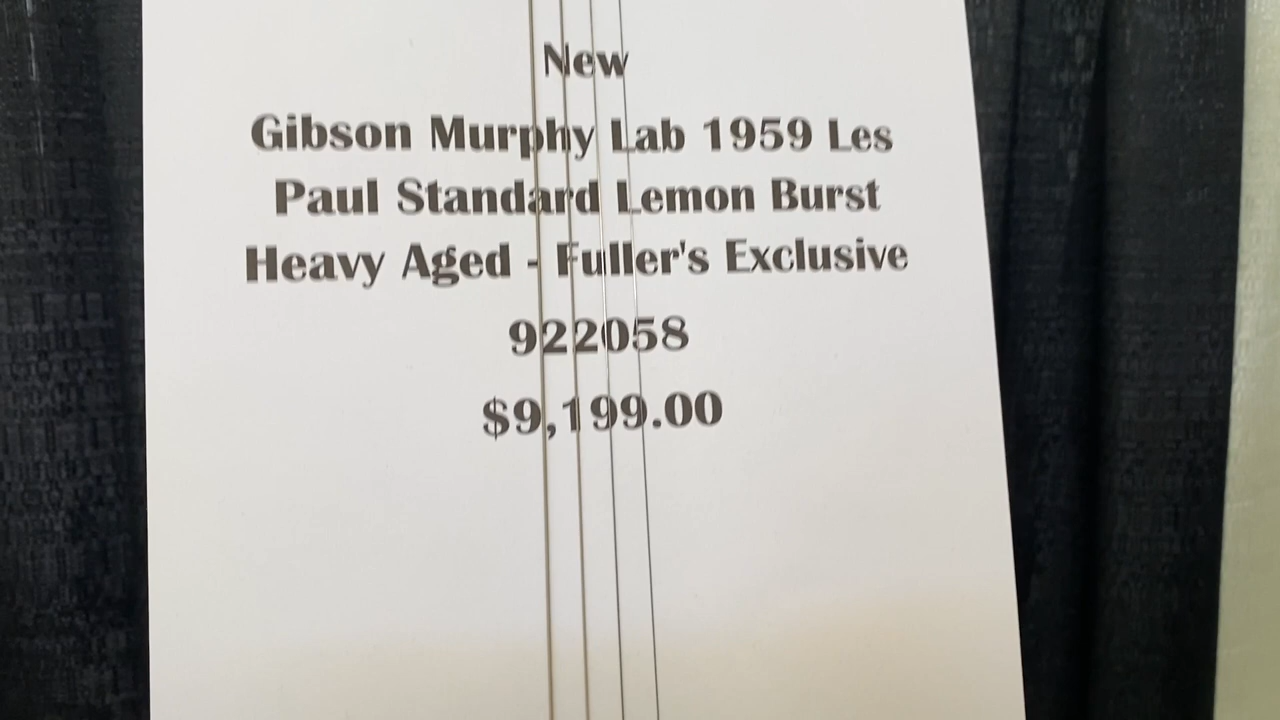 New
Gibson Murphy Lab 1959 Les
Paul Standard Lemon Burst
Heavy Aged - Fuller's Exclusive
922058
$9,199.00